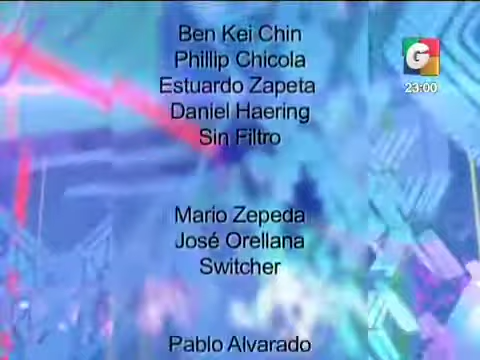 Ben Kei Chin
Phillip Chicola
G
Estuardo Zapeta
23:00
Daniel Haering
Sin Filtro
Mario Zepeda
José Orellana
Switcher
Pablo Alvarado